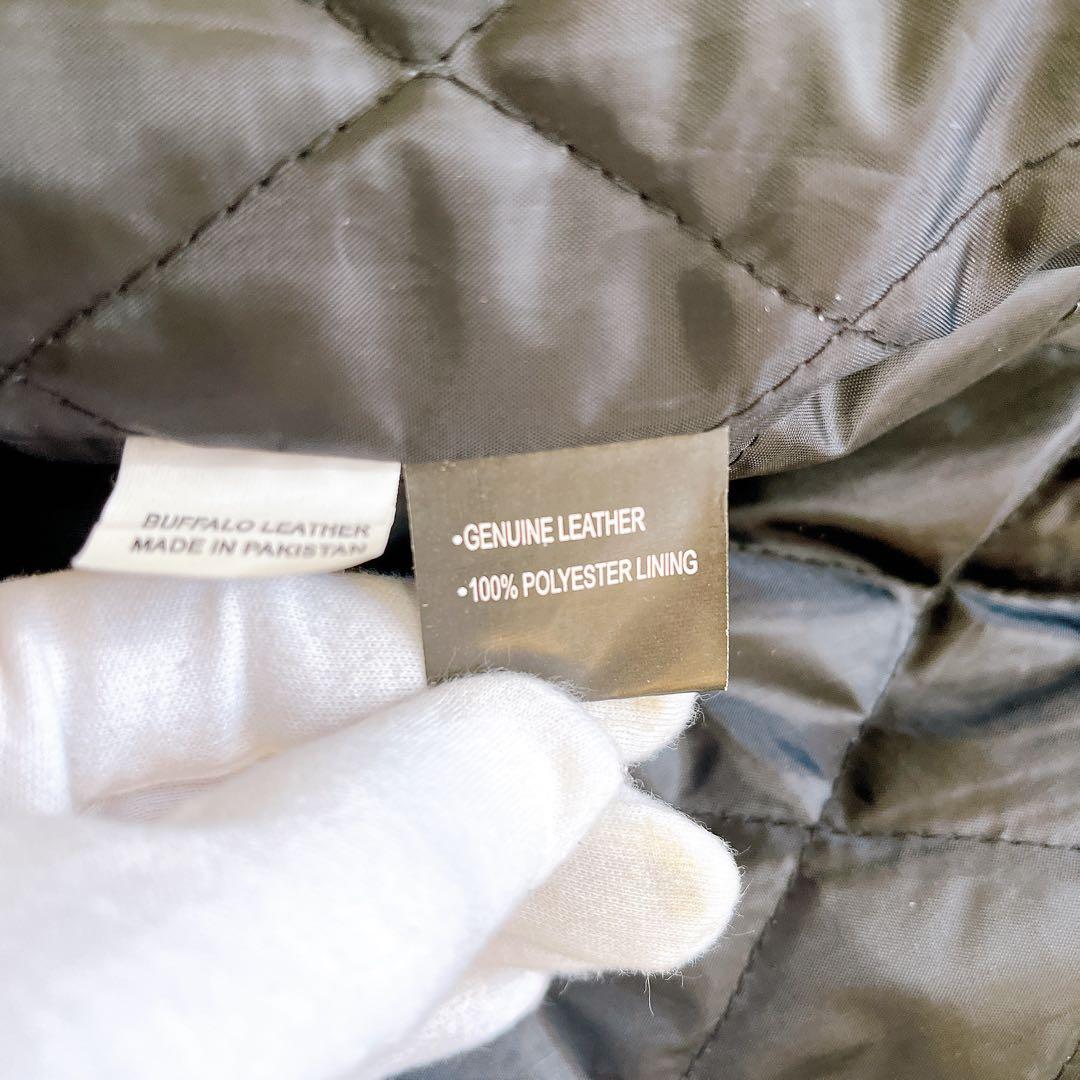 BUFFALO LEATHER
MADE IN PAKISTAN
•GENUINE LEATHER
•100% POLYESTER LINING